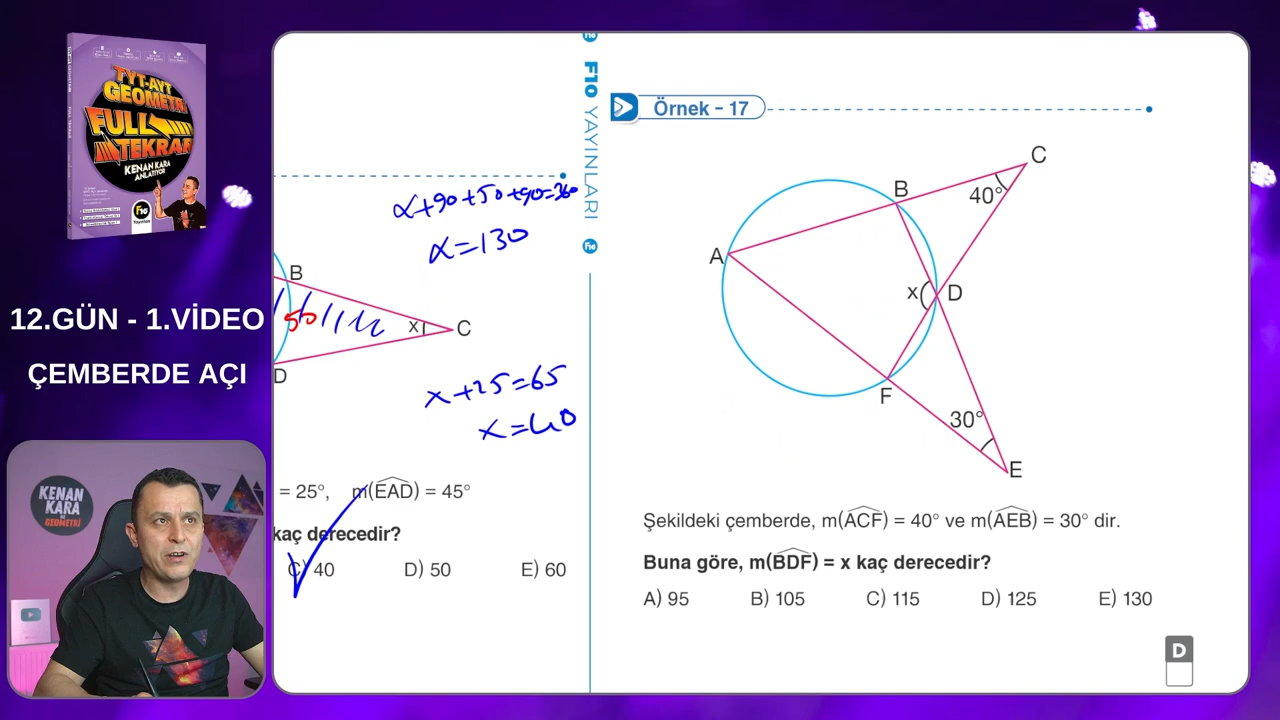 TYT-AYT
GEOMETRİ
FULL
TEKRAR
KENAN KARA
ANLATIYOR
F10
12.GÜN - 1.VİDEO
ÇEMBERDE AÇI
KENAN
KARA
GEOMETRİ
B
50
x
C
D
α+90+50+90=360
α=130
x+25=65
x=40
= 25°, m(EAD) = 45°
kaç derecedir?
C) 40 D) 50 E) 60
F10 YAYINLARI
Örnek - 17
C
40°
B
A
x
D
F
30°
E
Şekildeki çemberde, m(ACF) = 40° ve m(AEB) = 30° dir.
Buna göre, m(BDF) = x kaç derecedir?
A) 95 B) 105 C) 115 D) 125 E) 130
D